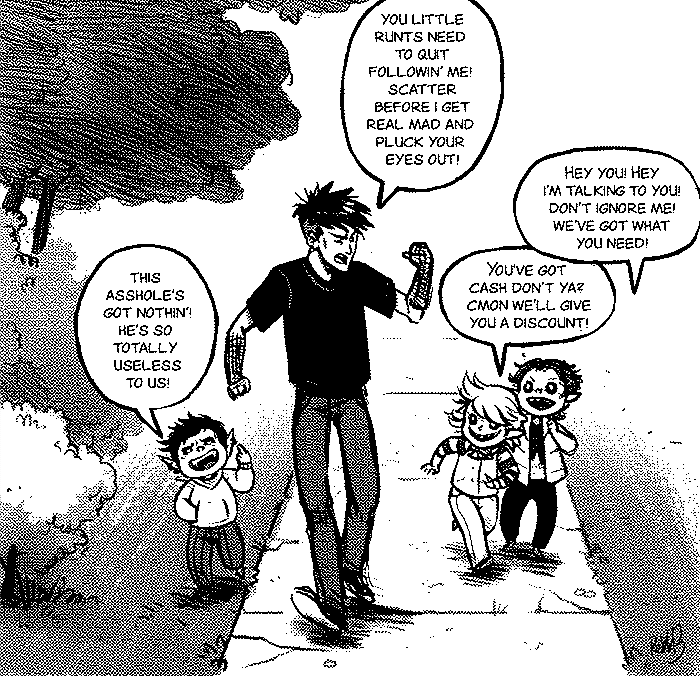 YOU LITTLE
RUNTS NEED
TO QUIT
FOLLOWIN' ME!
SCATTER
BEFORE I GET
REAL MAD AND
PLUCK YOUR
EYES OUT!
HEY YOU! HEY
I'M TALKING TO YOU!
DON'T IGNORE ME!
WE'VE GOT WHAT
YOU NEED!
YOU'VE GOT
CASH DON'T YA?
CMON WE'LL GIVE
YOU A DISCOUNT!
THIS
ASSHOLE'S
GOT NOTHIN'!
HE'S SO
TOTALLY
USELESS
TO US!